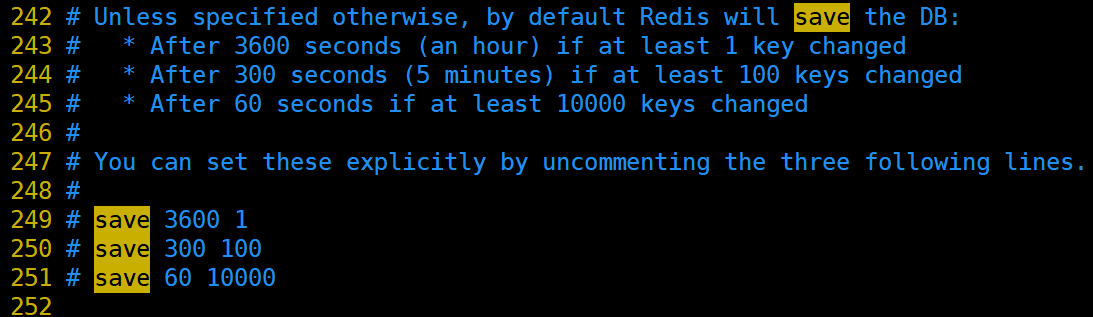 242 # Unless specified otherwise, by default Redis will save the DB:
243 #   * After 3600 seconds (an hour) if at least 1 key changed
244 #   * After 300 seconds (5 minutes) if at least 100 keys changed
245 #   * After 60 seconds if at least 10000 keys changed
246 #
247 # You can set these explicitly by uncommenting the three following lines.
248 #
249 # save 3600 1
250 # save 300 100
251 # save 60 10000
252